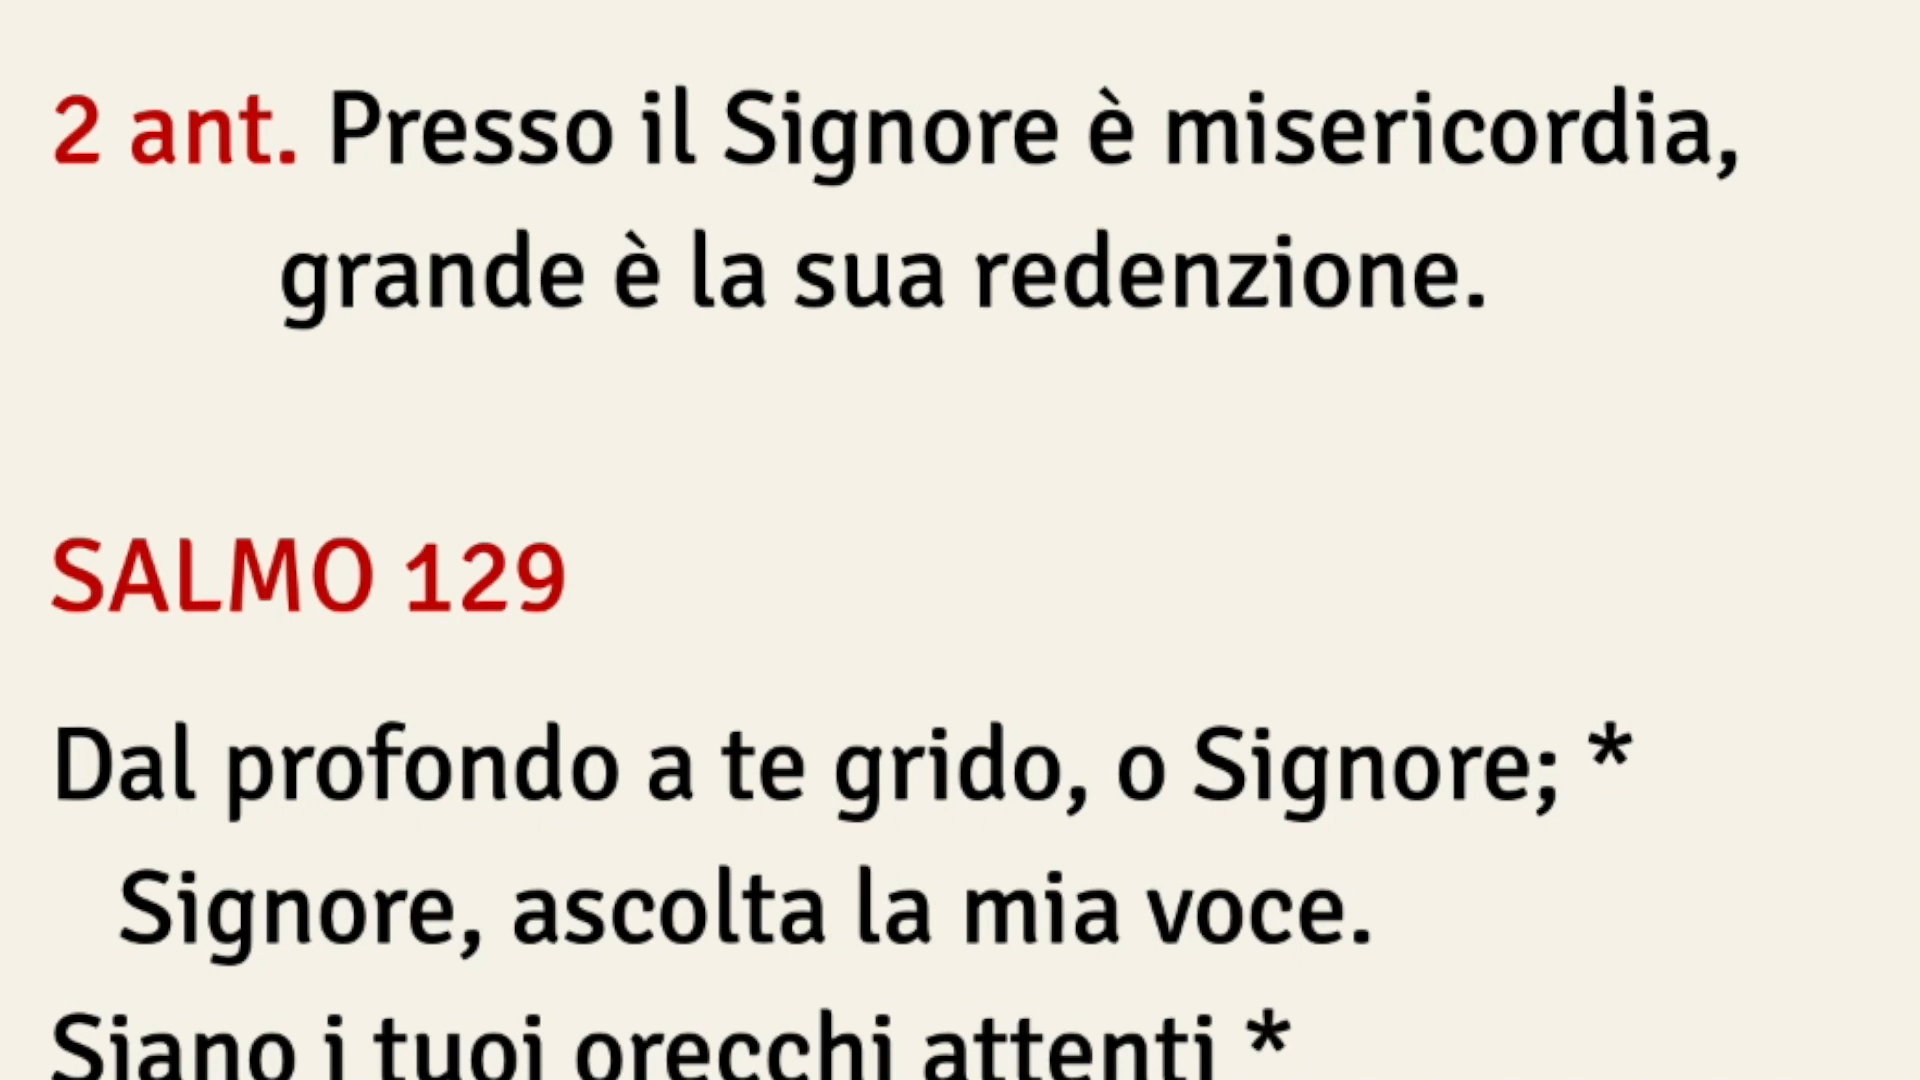 2 ant. Presso il Signore è misericordia,
grande è la sua redenzione.
SALMO 129
Dal profondo a te grido, o Signore; *
Signore, ascolta la mia voce.
Siano i tuoi orecchi attenti *